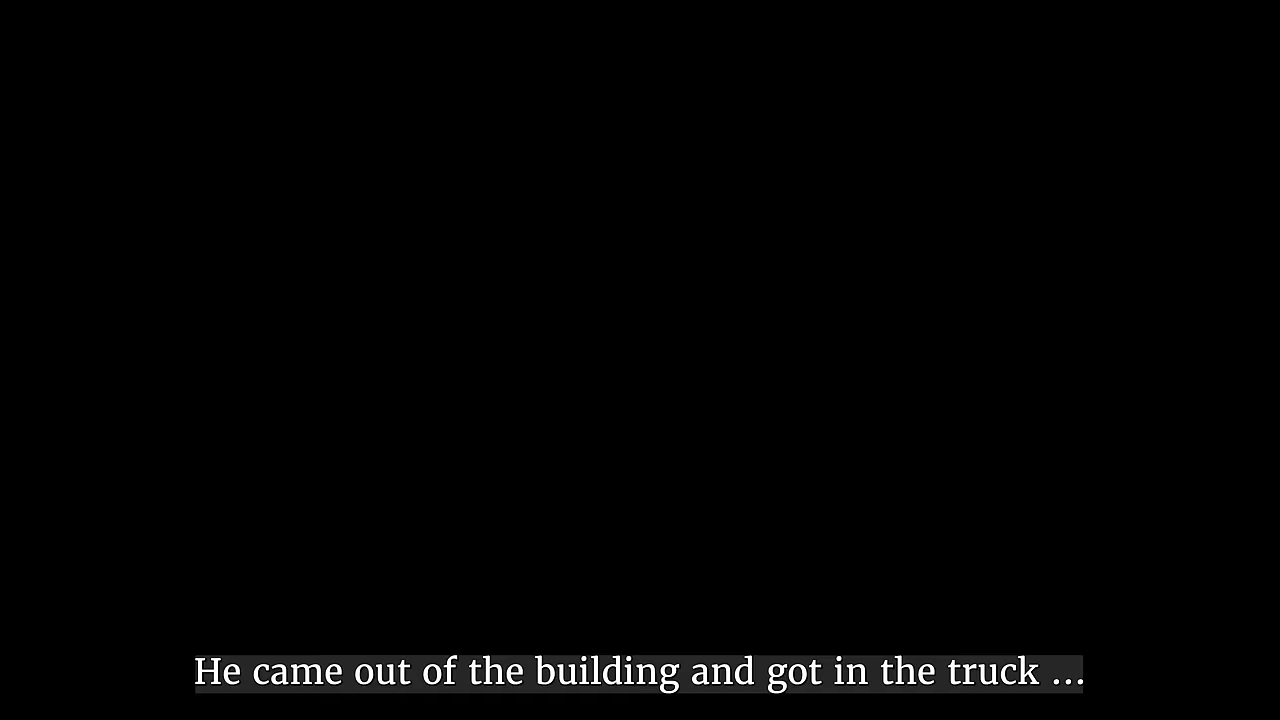 He came out of the building and got in the truck ...